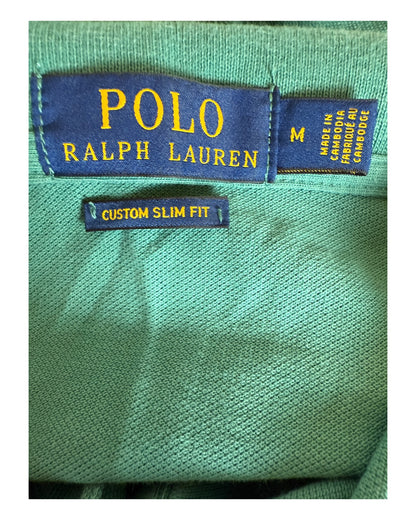 POLO
RALPH LAUREN
M
MADE IN
CAMBODIA
FABRIQUÉ AU
CAMBODGE
CUSTOM SLIM FIT